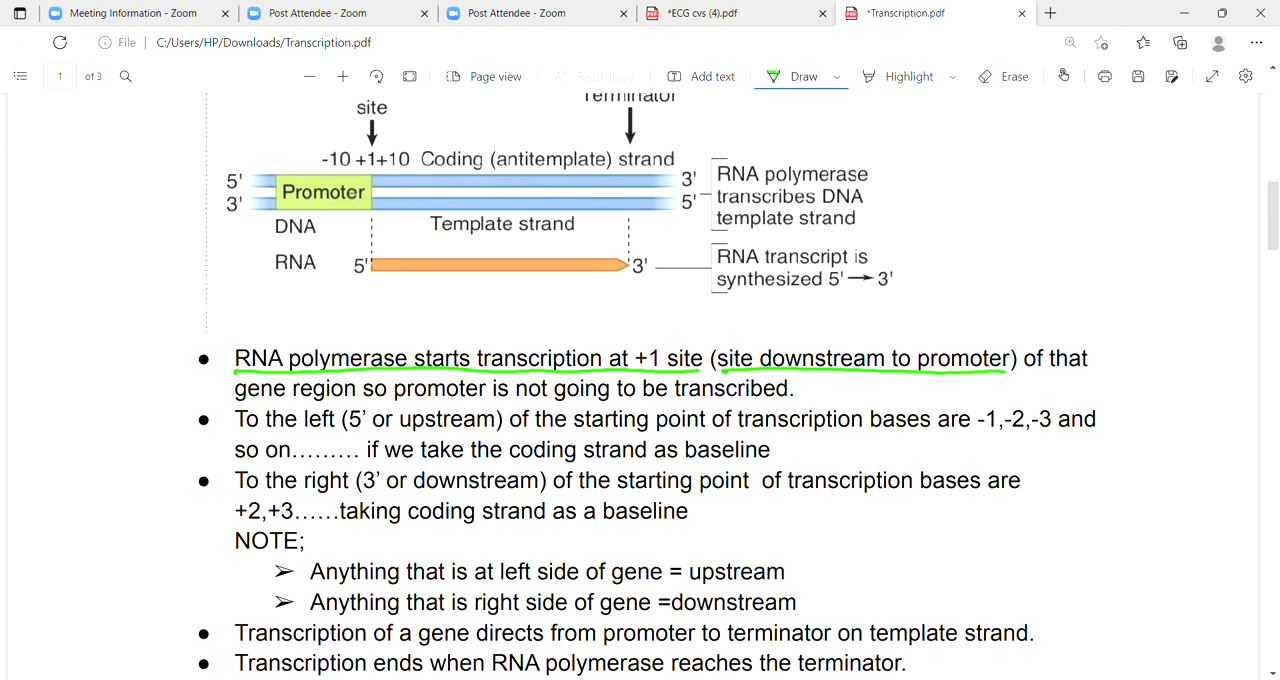 Meeting Information - Zoom
Post Attendee - Zoom
Post Attendee - Zoom
*ECG cvs (4).pdf
*Transcription.pdf
File
C:/Users/HP/Downloads/Transcription.pdf
1 of 3
Page view
Read aloud
Add text
Draw
Highlight
Erase
site
Terminator
-10 +1+10 Coding (antitemplate) strand
5' 3'
Promoter
3' 5'
RNA polymerase
transcribes DNA
template strand
DNA
Template strand
RNA
5' 3'
RNA transcript is
synthesized 5' → 3'
● RNA polymerase starts transcription at +1 site (site downstream to promoter) of that
gene region so promoter is not going to be transcribed.
● To the left (5’ or upstream) of the starting point of transcription bases are -1,-2,-3 and
so on……… if we take the coding strand as baseline
● To the right (3’ or downstream) of the starting point of transcription bases are
+2,+3……taking coding strand as a baseline
NOTE;
➢ Anything that is at left side of gene = upstream
➢ Anything that is right side of gene =downstream
● Transcription of a gene directs from promoter to terminator on template strand.
● Transcription ends when RNA polymerase reaches the terminator.